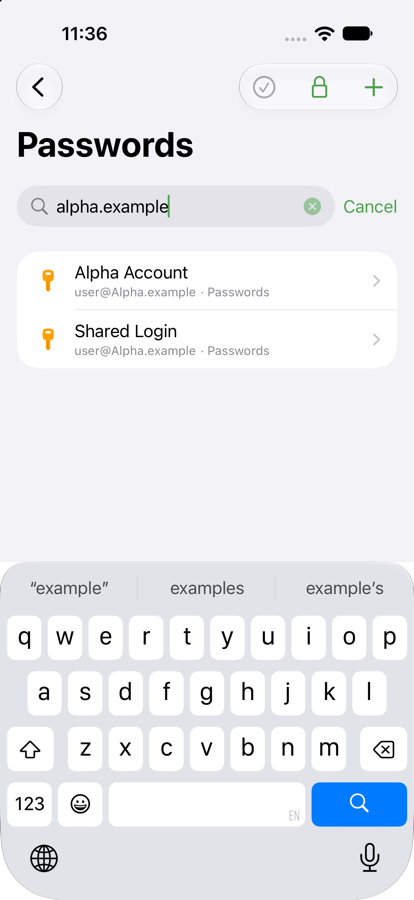 11:36
Passwords
alpha.example
Cancel
Alpha Account
user@Alpha.example · Passwords
Shared Login
user@Alpha.example · Passwords
“example”
examples
example’s
q w e r t y u i o p
a s d f g h j k l
z x c v b n m
123
EN